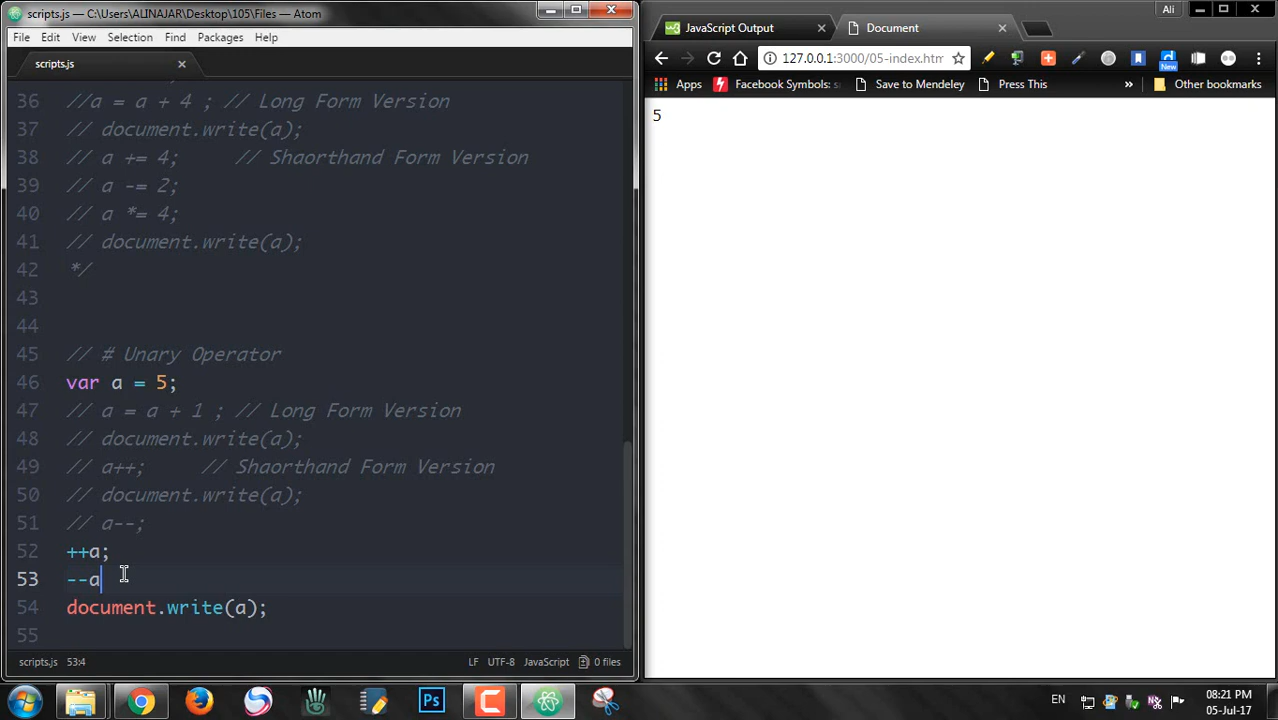 scripts.js — C:\Users\ALINAJAR\Desktop\105\Files — Atom
File Edit View Selection Find Packages Help
scripts.js
36 //a = a + 4 ; // Long Form Version
37 // document.write(a);
38 // a += 4; // Shaorthand Form Version
39 // a -= 2;
40 // a *= 4;
41 // document.write(a);
42 */
43
44
45 // # Unary Operator
46 var a = 5;
47 // a = a + 1 ; // Long Form Version
48 // document.write(a);
49 // a++; // Shaorthand Form Version
50 // document.write(a);
51 // a--;
52 ++a;
53 --a
54 document.write(a);
55
scripts.js 53:4 LF UTF-8 JavaScript 0 files
Ali
w3 JavaScript Output Document
127.0.0.1:3000/05-index.htm
New
Apps Facebook Symbols: Save to Mendeley Press This » Other bookmarks
5
Ps
EN
08:21 PM
05-Jul-17